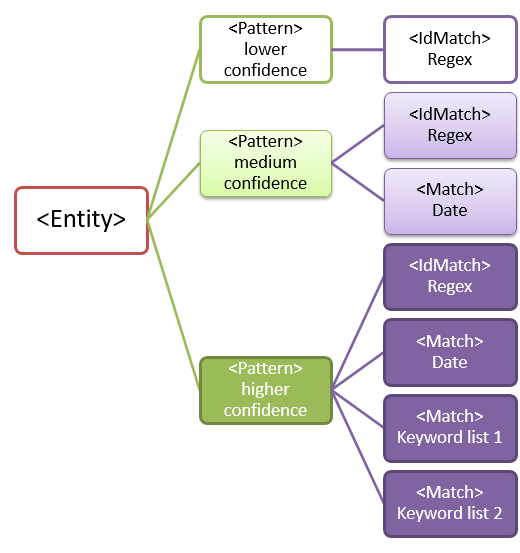 <Entity>
<Pattern>
lower
confidence
<IdMatch>
Regex
<Pattern>
medium
confidence
<IdMatch>
Regex
<Match>
Date
<Pattern>
higher
confidence
<IdMatch>
Regex
<Match>
Date
<Match>
Keyword list 1
<Match>
Keyword list 2